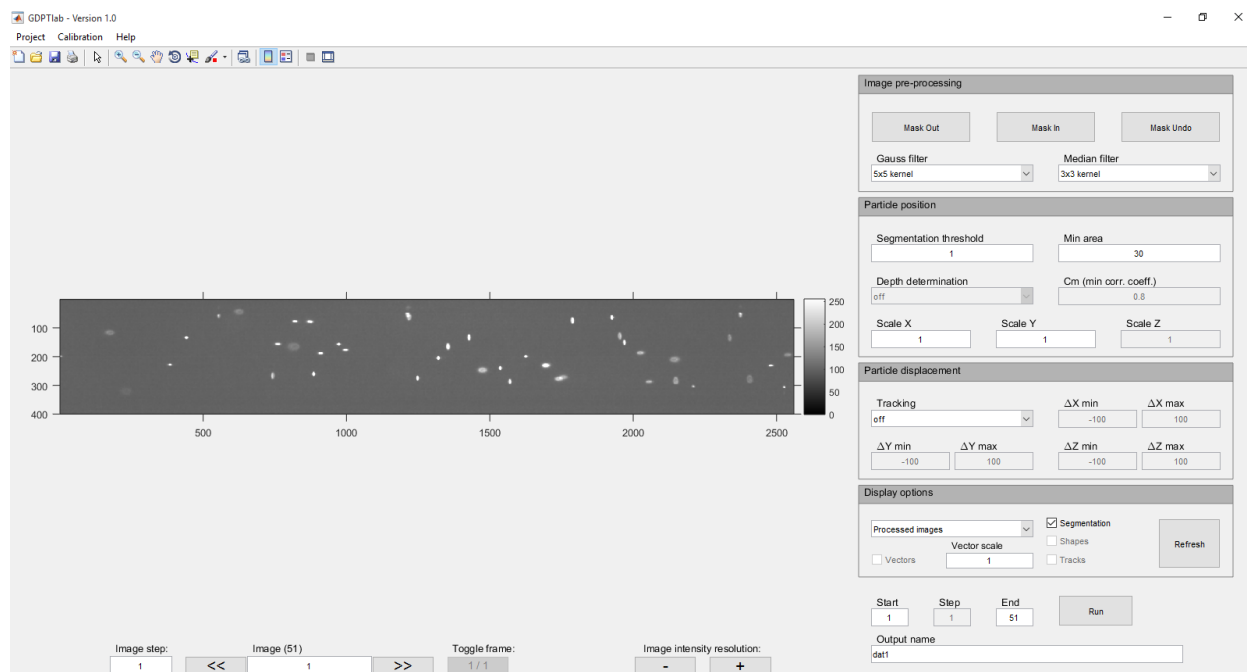 GDPTlab - Version 1.0
Project Calibration Help
Image pre-processing
Mask Out Mask In Mask Undo
Gauss filter Median filter
5x5 kernel 3x3 kernel
Particle position
Segmentation threshold Min area
1 30
Depth determination Cm (min corr. coeff.)
off 0.8
Scale X Scale Y Scale Z
1 1 1
Particle displacement
Tracking ΔX min ΔX max
off -100 100
ΔY min ΔY max ΔZ min ΔZ max
-100 100 -100 100
Display options
Processed images Segmentation
Vector scale Shapes Refresh
Vectors 1 Tracks
Start Step End
1 1 51 Run
Output name
dat1
100
200
300
400
500 1000 1500 2000 2500
250
200
150
100
50
0
Image step: Image (51) Toggle frame: Image intensity resolution:
1 << 1 >> 1 / 1 - +